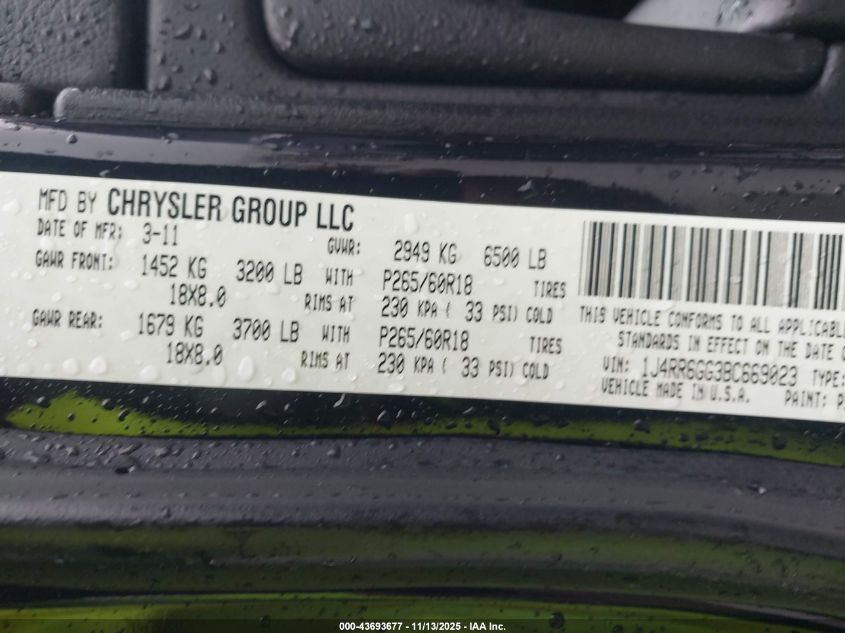 MFD BY CHRYSLER GROUP LLC
DATE OF MFR: 3-11 GVWR: 2949 KG 6500 LB
GAWR FRONT: 1452 KG 3200 LB WITH P265/60R18 TIRES
18X8.0 RIMS AT 230 KPA ( 33 PSI) COLD
GAWR REAR: 1679 KG 3700 LB WITH P265/60R18 TIRES
18X8.0 RIMS AT 230 KPA ( 33 PSI) COLD
THIS VEHICLE CONFORMS TO ALL APPLICABLE
STANDARDS IN EFFECT ON THE DATE
VIN: 1J4RR6GG3BC669023 TYPE:
VEHICLE MADE IN U.S.A. PAINT:
000-43693677 - 11/13/2025 - IAA Inc.